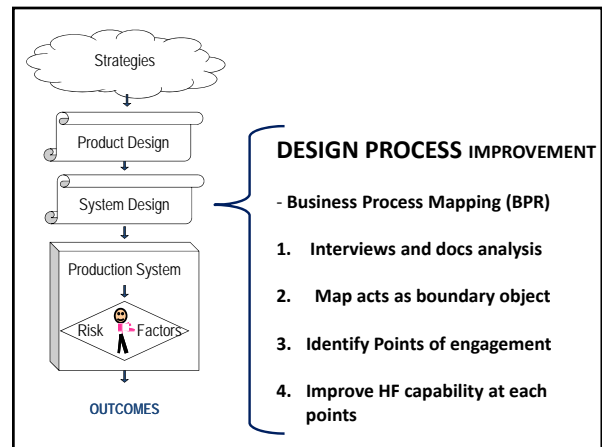 Strategies
Product Design
System Design
Production System
Risk Factors
OUTCOMES
DESIGN PROCESS IMPROVEMENT
- Business Process Mapping (BPR)
1. Interviews and docs analysis
2. Map acts as boundary object
3. Identify Points of engagement
4. Improve HF capability at each
points